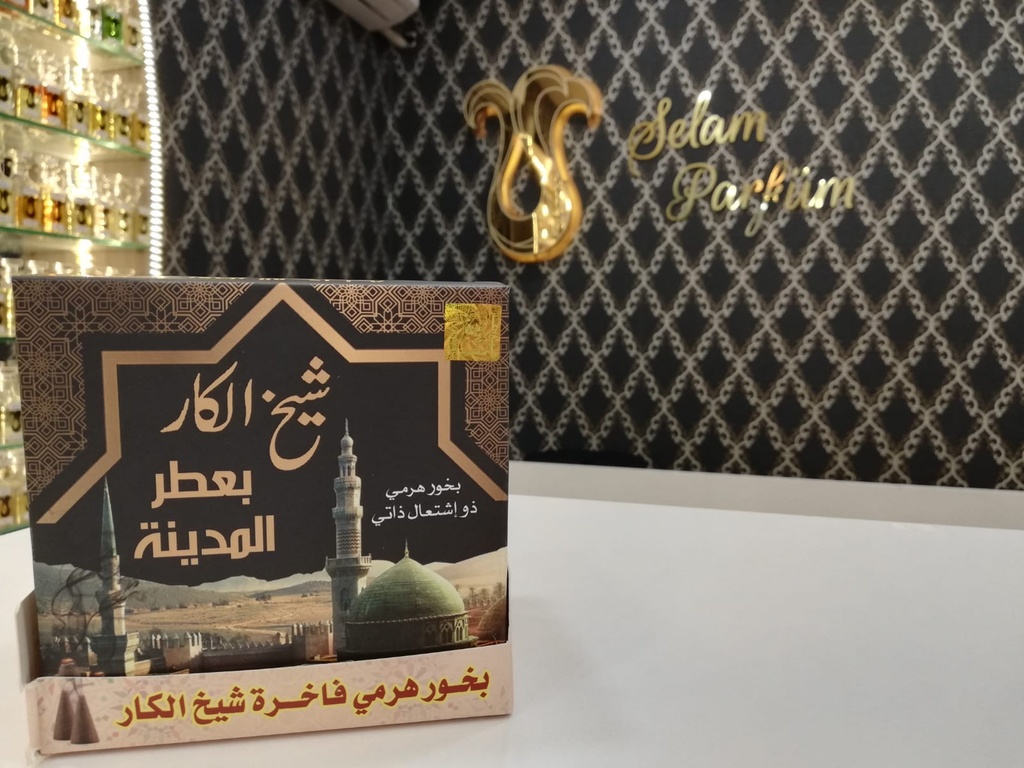 Selam
Parfüm
شيخ الكار
بعطر
المدينة
بخور هرمي
ذو إشتعال ذاتي
بخور هرمي فاخرة شيخ الكار